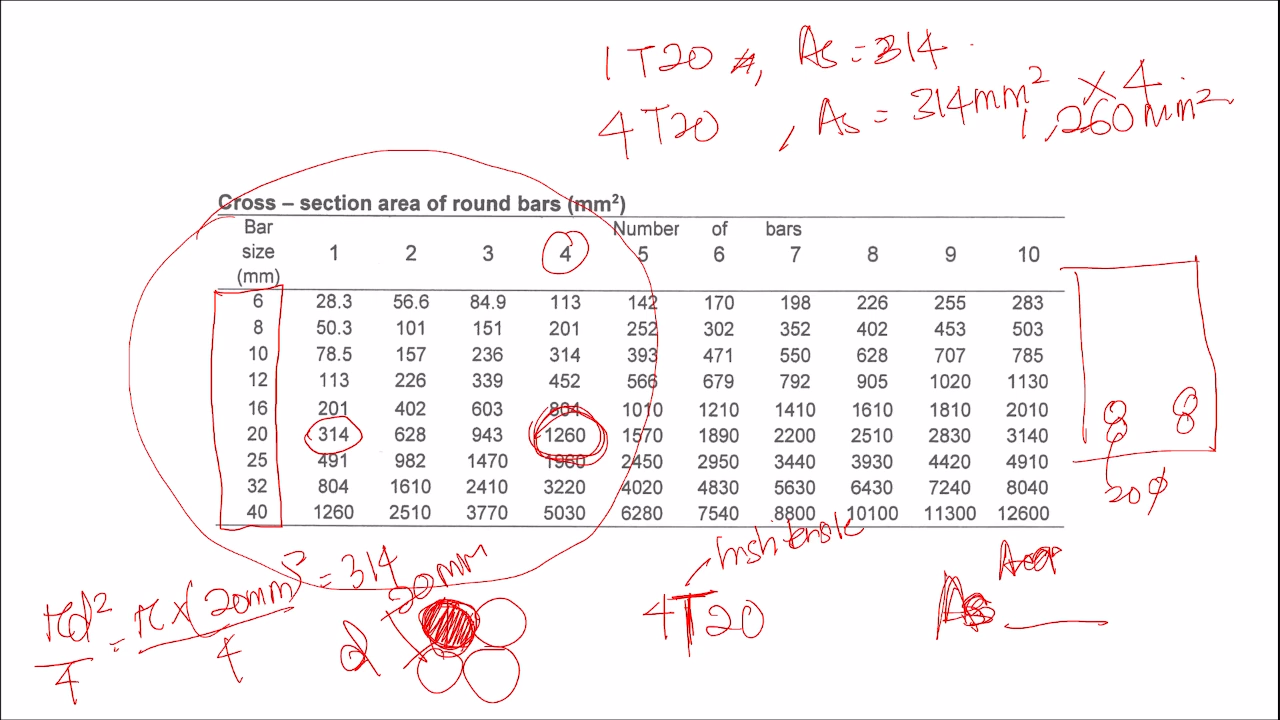 1 T20 #, As = 314
4 T20 , As = 314mm² × 4
1,260mm²
Cross – section area of round bars (mm²)
Bar size (mm) Number of bars
1 2 3 4 5 6 7 8 9 10
6 28.3 56.6 84.9 113 142 170 198 226 255 283
8 50.3 101 151 201 252 302 352 402 453 503
10 78.5 157 236 314 393 471 550 628 707 785
12 113 226 339 452 566 679 792 905 1020 1130
16 201 402 603 804 1010 1210 1410 1610 1810 2010
20 314 628 943 1260 1570 1890 2200 2510 2830 3140
25 491 982 1470 1960 2450 2950 3440 3930 4420 4910
32 804 1610 2410 3220 4020 4830 5630 6430 7240 8040
40 1260 2510 3770 5030 6280 7540 8800 10100 11300 12600
20ϕ
πd²/4 = π×(20mm)²/4 = 314
20mm
4T20
As